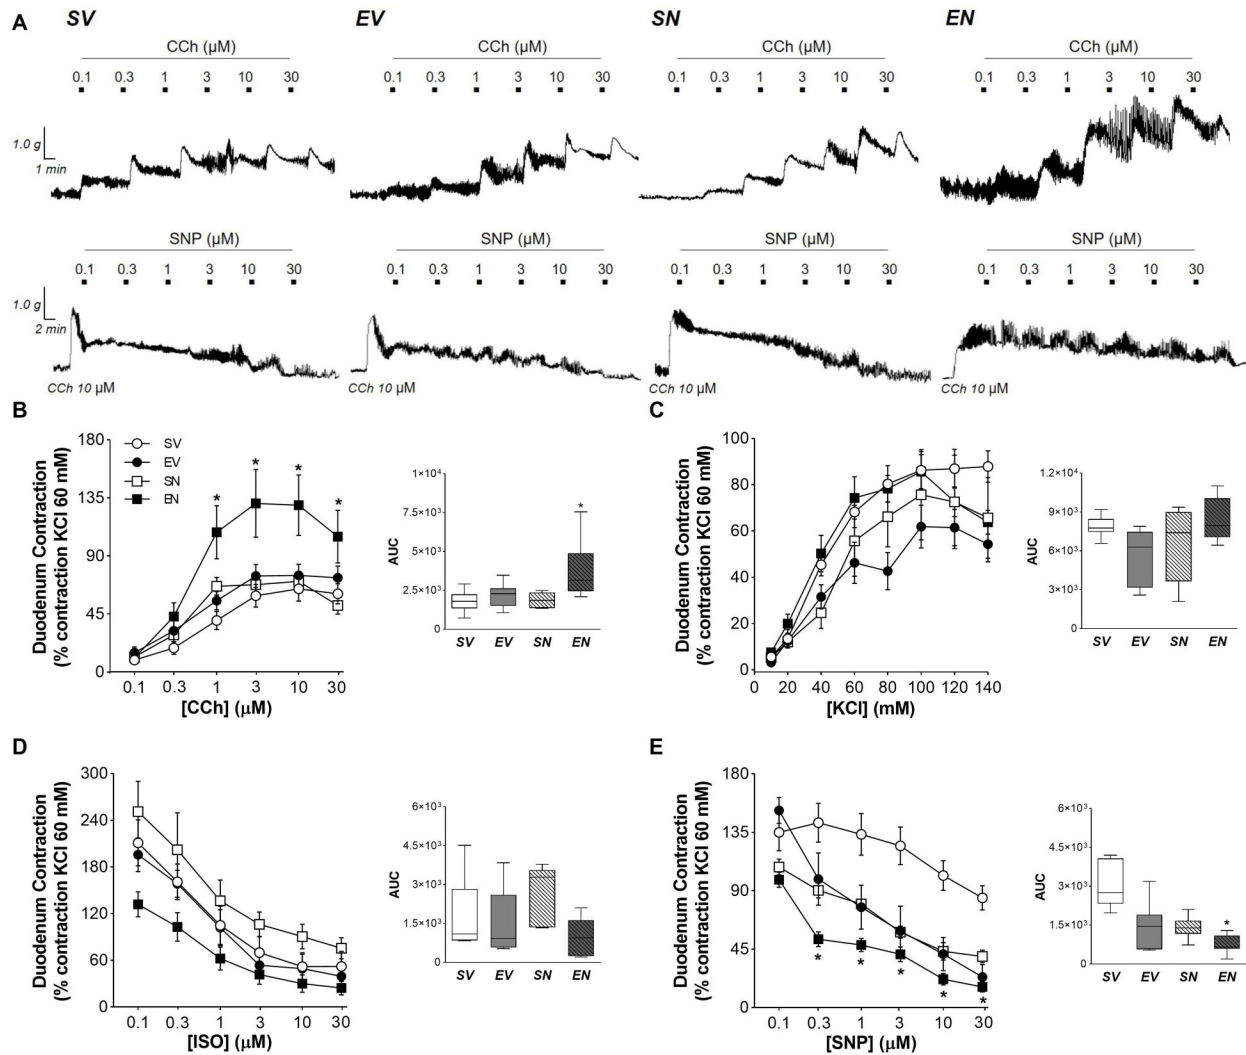 A
SV
EV
SN
EN
CCh (µM)
0.1 0.3 1 3 10 30
CCh (µM)
0.1 0.3 1 3 10 30
CCh (µM)
0.1 0.3 1 3 10 30
CCh (µM)
0.1 0.3 1 3 10 30
1.0 g
1 min
SNP (µM)
0.1 0.3 1 3 10 30
SNP (µM)
0.1 0.3 1 3 10 30
SNP (µM)
0.1 0.3 1 3 10 30
SNP (µM)
0.1 0.3 1 3 10 30
1.0 g
2 min
CCh 10 µM
CCh 10 µM
CCh 10 µM
CCh 10 µM
B
Duodenum Contraction
(% contraction KCl 60 mM)
180
135
90
45
0
SV
EV
SN
EN
* * * *
0.1 0.3 1 3 10 30
[CCh] (µM)
AUC
1×10⁴
7.5×10³
5×10³
2.5×10³
0
*
SV EV SN EN
C
Duodenum Contraction
(% contraction KCl 60 mM)
100
80
60
40
20
0
0 20 40 60 80 100 120 140
[KCl] (mM)
AUC
1.2×10⁴
9×10³
6×10³
3×10³
0
SV EV SN EN
D
Duodenum Contraction
(% contraction KCl 60 mM)
300
240
180
120
60
0
0.1 0.3 1 3 10 30
[ISO] (µM)
AUC
6×10³
4.5×10³
3×10³
1.5×10³
0
SV EV SN EN
E
Duodenum Contraction
(% contraction KCl 60 mM)
180
135
90
45
0
* * * * *
0.1 0.3 1 3 10 30
[SNP] (µM)
AUC
6×10³
4.5×10³
3×10³
1.5×10³
0
*
SV EV SN EN